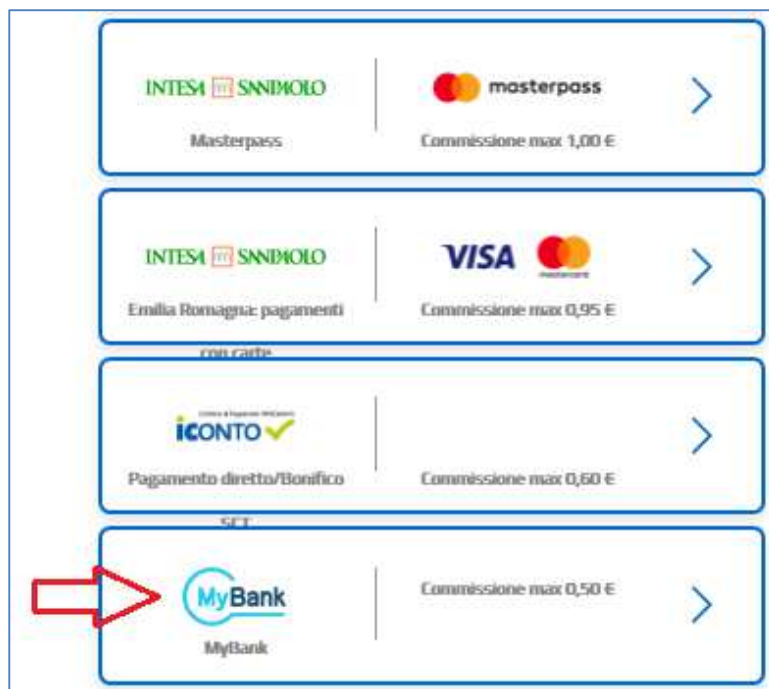 INTESA SANPAOLO
masterpass
Masterpass
Commissione max 1,00 €
INTESA SANPAOLO
VISA
mastercard
Emilia Romagna: pagamenti
Commissione max 0,95 €
con carte
iCONTO
Pagamento diretto/Bonifico
Commissione max 0,60 €
SCT
MyBank
Commissione max 0,50 €
MyBank